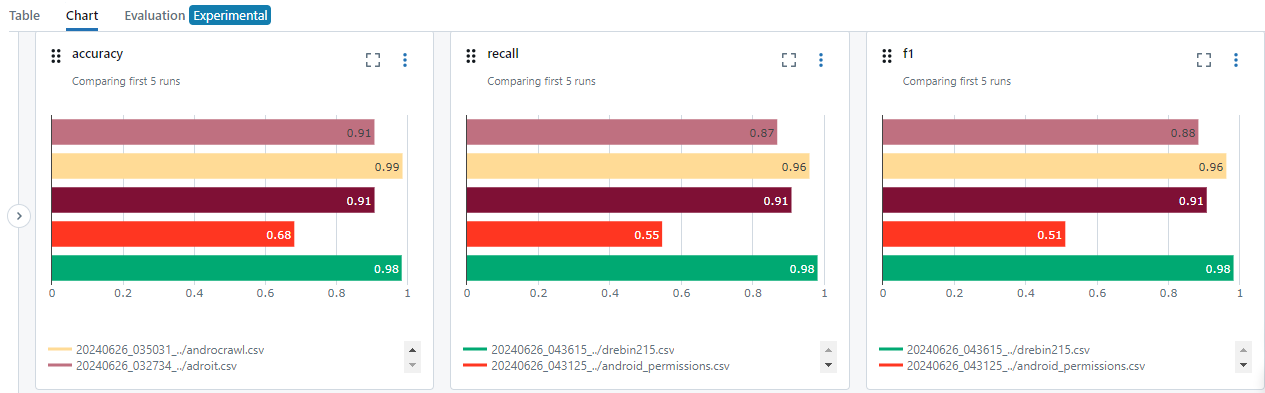 Table Chart Evaluation Experimental
accuracy
Comparing first 5 runs
0.91
0.99
0.91
0.68
0.98
0 0.2 0.4 0.6 0.8 1
20240626_035031_../androcrawl.csv
20240626_032734_../adroit.csv
recall
Comparing first 5 runs
0.87
0.96
0.91
0.55
0.98
0 0.2 0.4 0.6 0.8 1
20240626_043615_../drebin215.csv
20240626_043125_../android_permissions.csv
f1
Comparing first 5 runs
0.88
0.96
0.91
0.51
0.98
0 0.2 0.4 0.6 0.8 1
20240626_043615_../drebin215.csv
20240626_043125_../android_permissions.csv